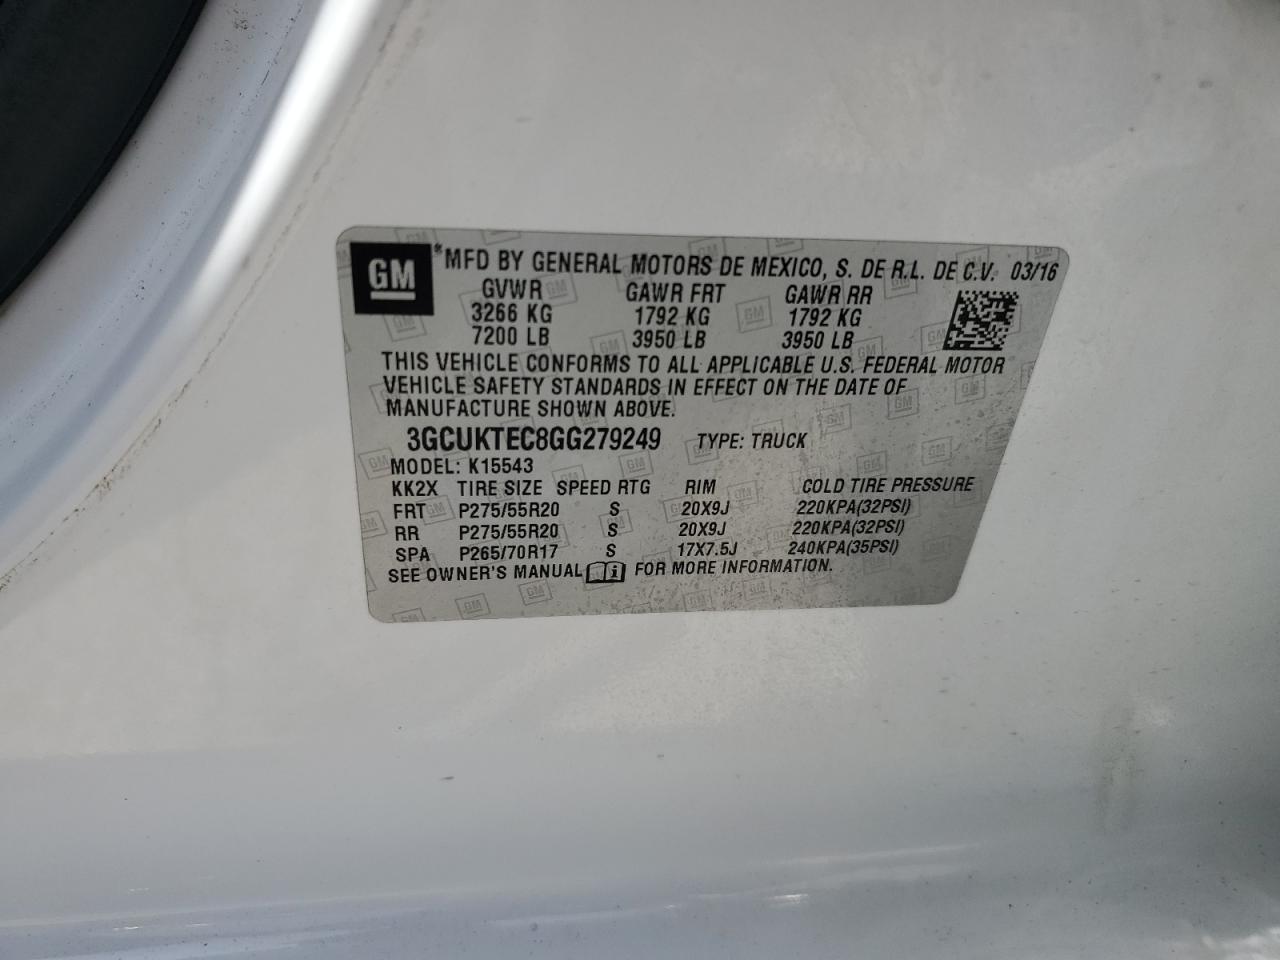 GM *MFD BY GENERAL MOTORS DE MEXICO, S. DE R.L. DE C.V. 03/16
GVWR GAWR FRT GAWR RR
3266 KG 1792 KG 1792 KG
7200 LB 3950 LB 3950 LB
THIS VEHICLE CONFORMS TO ALL APPLICABLE U.S. FEDERAL MOTOR
VEHICLE SAFETY STANDARDS IN EFFECT ON THE DATE OF
MANUFACTURE SHOWN ABOVE.
3GCUKTEC8GG279249 TYPE: TRUCK
MODEL: K15543
KK2X TIRE SIZE SPEED RTG RIM COLD TIRE PRESSURE
FRT P275/55R20 S 20X9J 220KPA(32PSI)
RR P275/55R20 S 20X9J 220KPA(32PSI)
SPA P265/70R17 S 17X7.5J 240KPA(35PSI)
SEE OWNER'S MANUAL i FOR MORE INFORMATION.